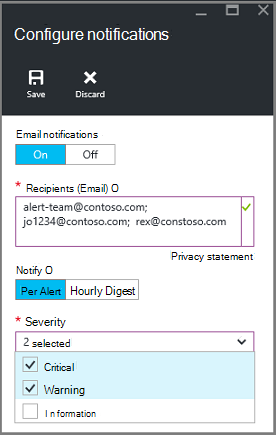 Configure notifications
Save Discard
Email notifications
On Off
* Recipients (Email) O
alert-team@contoso.com;
jo1234@contoso.com; rex@constoso.com
Privacy statement
Notify O
Per Alert Hourly Digest
* Severity
2 selected
Critical
Warning
Information